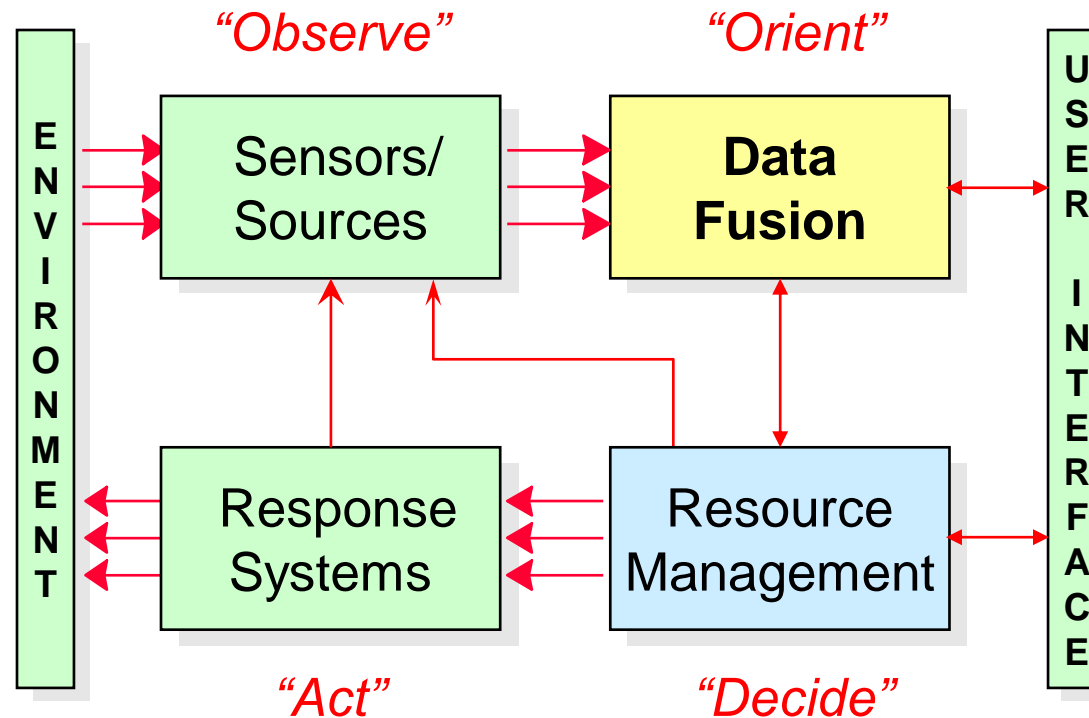 “Observe”
“Orient”
ENVIRONMENT
Sensors/
Sources
Data
Fusion
USER INTERFACE
Response
Systems
Resource
Management
“Act”
“Decide”